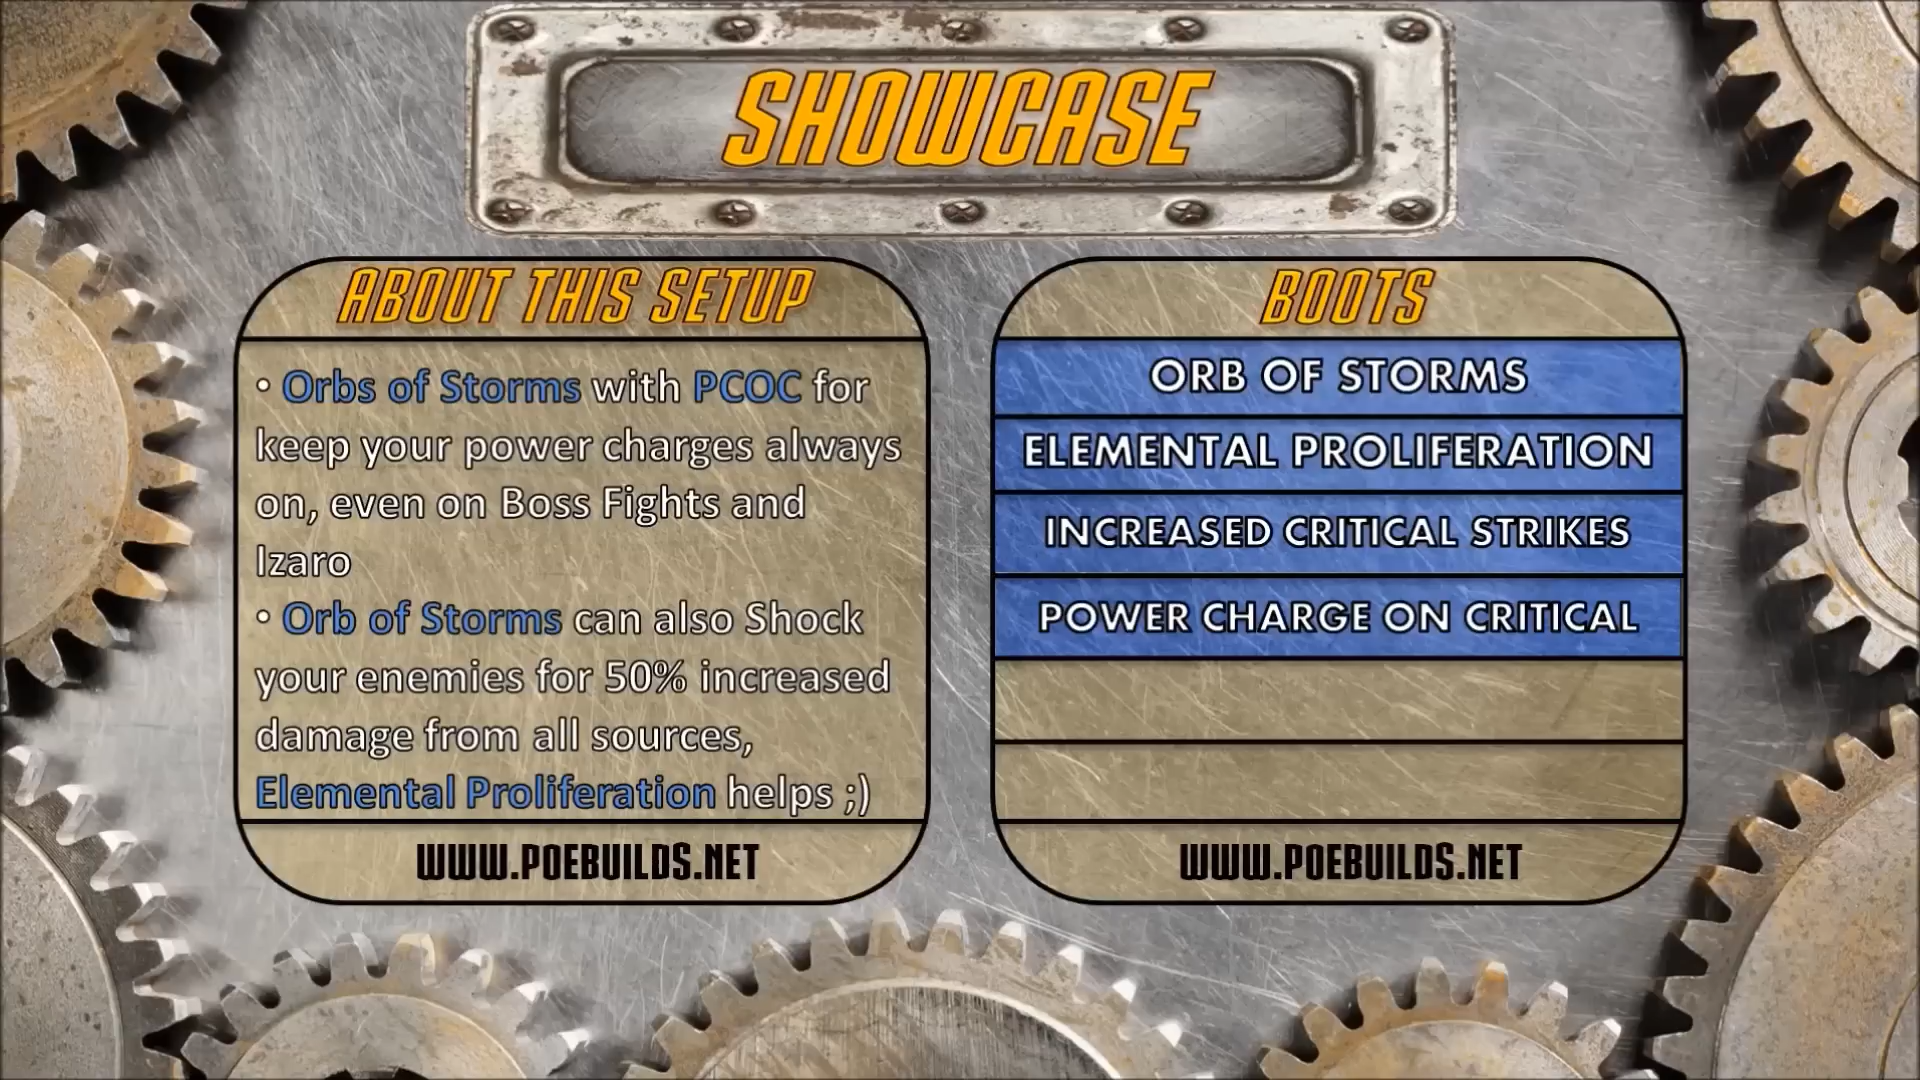 SHOWCASE
ABOUT THIS SETUP
• Orbs of Storms with PCOC for
keep your power charges always
on, even on Boss Fights and
Izaro
• Orb of Storms can also Shock
your enemies for 50% increased
damage from all sources,
Elemental Proliferation helps ;)
WWW.POEBUILDS.NET
BOOTS
ORB OF STORMS
ELEMENTAL PROLIFERATION
INCREASED CRITICAL STRIKES
POWER CHARGE ON CRITICAL
WWW.POEBUILDS.NET